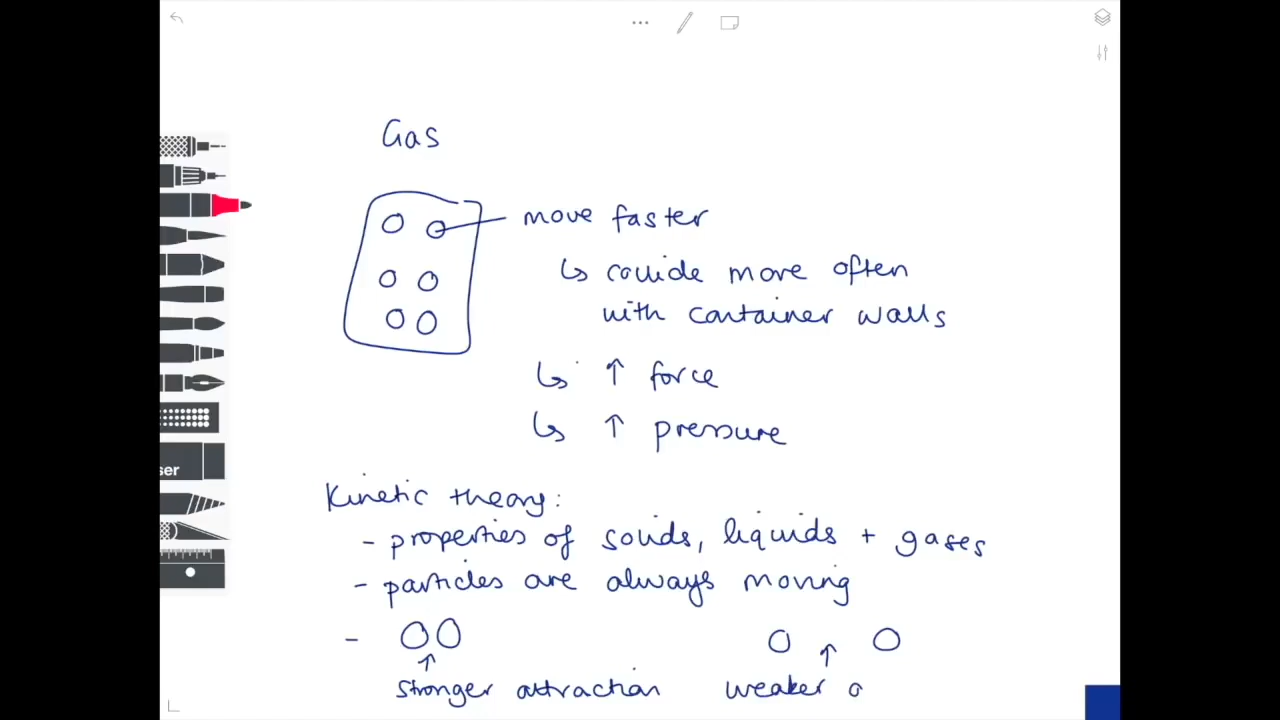 Gas
move faster
↳ collide more often
with container walls
↳ ↑ force
↳ ↑ pressure
ser
Kinetic theory:
- properties of solids, liquids + gases
- particles are always moving
-
stronger attraction weaker a